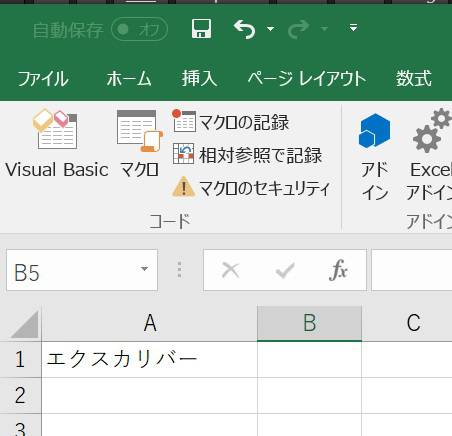 自動保存 オフ
ファイル ホーム 挿入 ページ レイアウト 数式
Visual Basic マクロ マクロの記録
相対参照で記録
マクロのセキュリティ
アド
イン
Excel
アドイン
コード アドイン
B5 fx
A B C
1 エクスカリバー
2
3